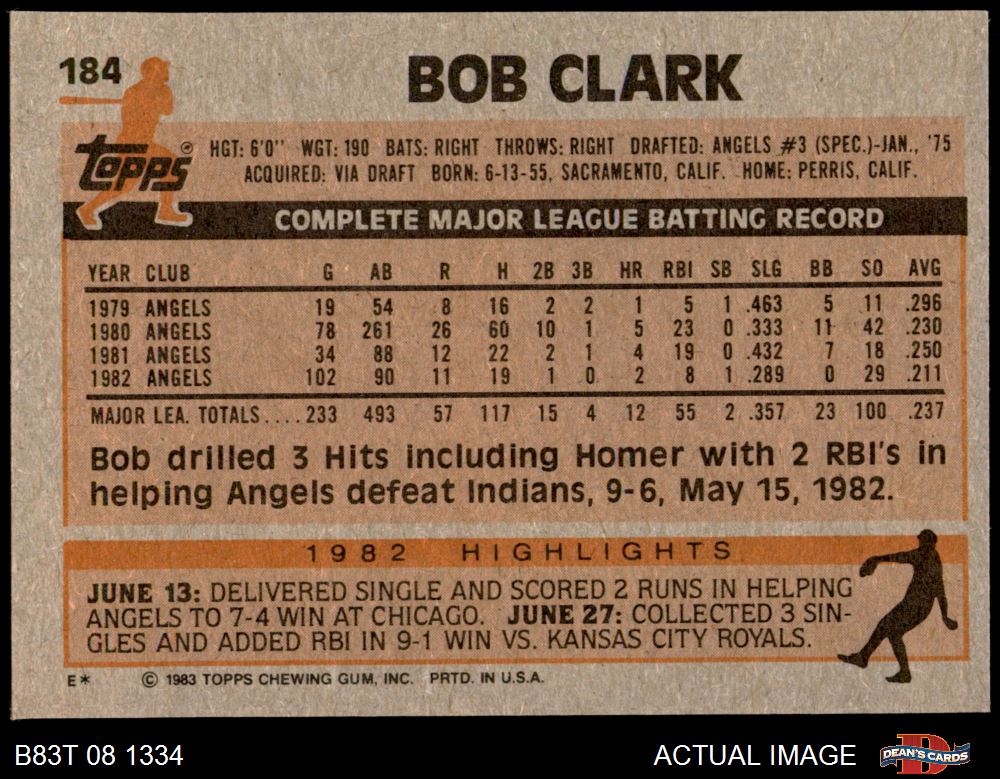 184
BOB CLARK
Topps ®
HGT: 6'0" WGT: 190 BATS: RIGHT THROWS: RIGHT DRAFTED: ANGELS #3 (SPEC.)-JAN., '75
ACQUIRED: VIA DRAFT BORN: 6-13-55, SACRAMENTO, CALIF. HOME: PERRIS, CALIF.
COMPLETE MAJOR LEAGUE BATTING RECORD
YEAR CLUB G AB R H 2B 3B HR RBI SB SLG BB SO AVG
1979 ANGELS 19 54 8 16 2 2 1 5 1 .463 5 11 .296
1980 ANGELS 78 261 26 60 10 1 5 23 0 .333 11 42 .230
1981 ANGELS 34 88 12 22 2 1 4 19 0 .432 7 18 .250
1982 ANGELS 102 90 11 19 1 0 2 8 1 .289 0 29 .211
MAJOR LEA. TOTALS....233 493 57 117 15 4 12 55 2 .357 23 100 .237
Bob drilled 3 Hits including Homer with 2 RBI's in
helping Angels defeat Indians, 9-6, May 15, 1982.
1982 HIGHLIGHTS
JUNE 13: DELIVERED SINGLE AND SCORED 2 RUNS IN HELPING
ANGELS TO 7-4 WIN AT CHICAGO. JUNE 27: COLLECTED 3 SIN-
GLES AND ADDED RBI IN 9-1 WIN VS. KANSAS CITY ROYALS.
E* © 1983 TOPPS CHEWING GUM, INC. PRTD. IN U.S.A.
B83T 08 1334 ACTUAL IMAGE D DEAN'S CARDS